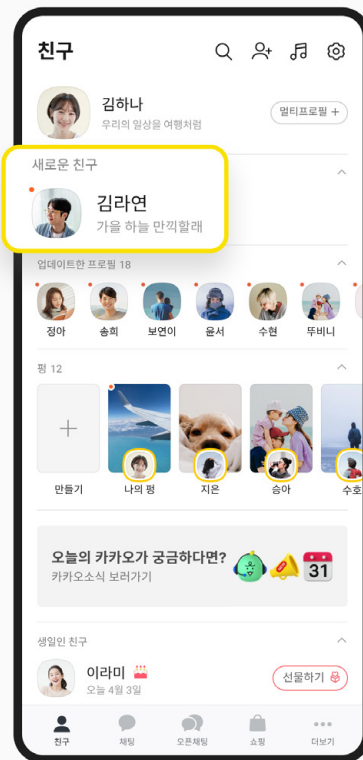 친구
김하나
우리의 일상을 여행처럼
멀티프로필 +
새로운 친구
김라연
가을 하늘 만끽할래
업데이트한 프로필 18
정아 송희 보연이 윤서 수현 뚜비니
펑 12
만들기 나의 펑 지은 승아 수호
오늘의 카카오가 궁금하다면?
카카오소식 보러가기
31
생일인 친구
이라미
오늘 4월 3일
선물하기
친구 채팅 오픈채팅 쇼핑 더보기